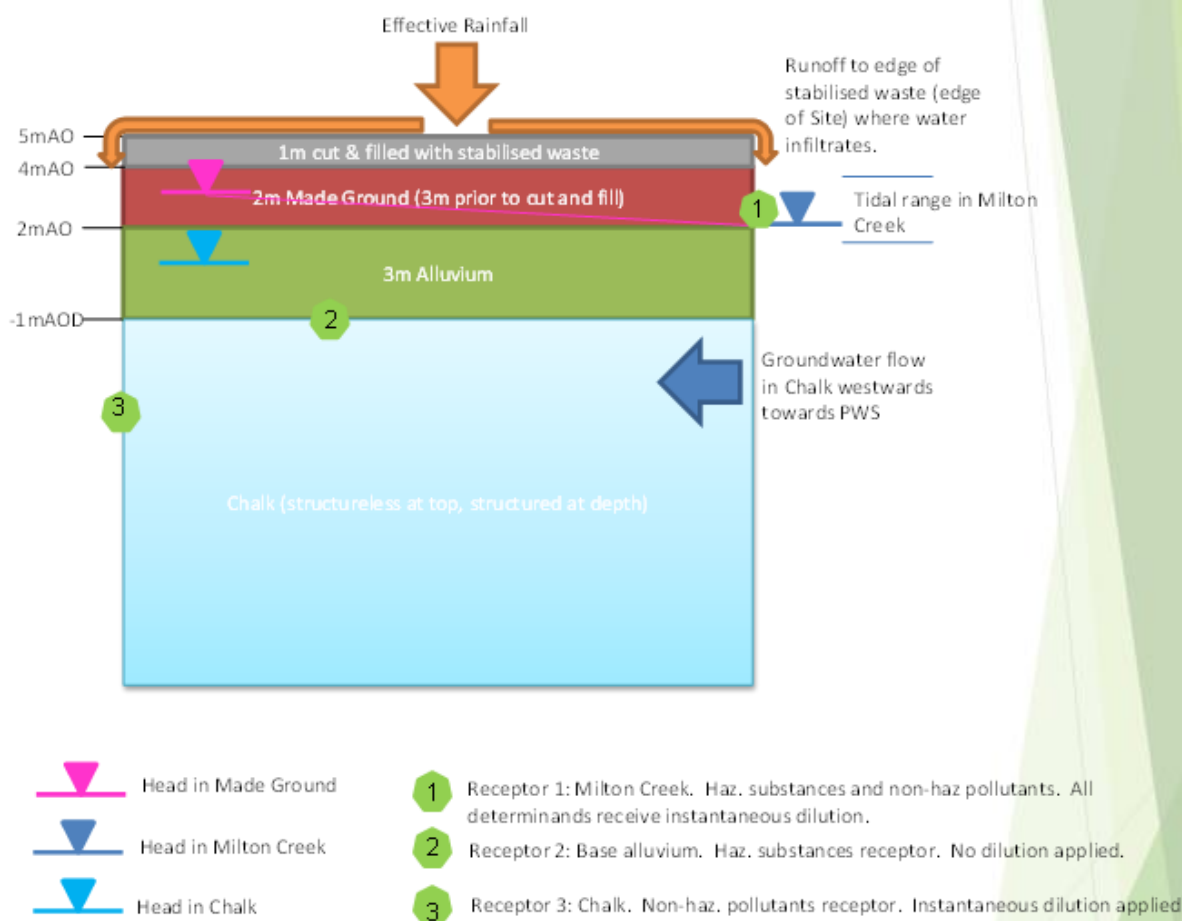 Effective Rainfall
Runoff to edge of
stabilised waste (edge
of Site) where water
infiltrates.
5mAO
1m cut & filled with stabilised waste
4mAO
2m Made Ground (3m prior to cut and fill)
1
Tidal range in Milton
Creek
2mAO
3m Alluvium
-1mAOD
2
Groundwater flow
in Chalk westwards
towards PWS
3
Chalk (structureless at top, structured at depth)
Head in Made Ground
Head in Milton Creek
Head in Chalk
1
Receptor 1: Milton Creek. Haz. substances and non-haz pollutants. All
determinands receive instantaneous dilution.
2
Receptor 2: Base alluvium. Haz. substances receptor. No dilution applied.
3
Receptor 3: Chalk. Non-haz. pollutants receptor. Instantaneous dilution applied